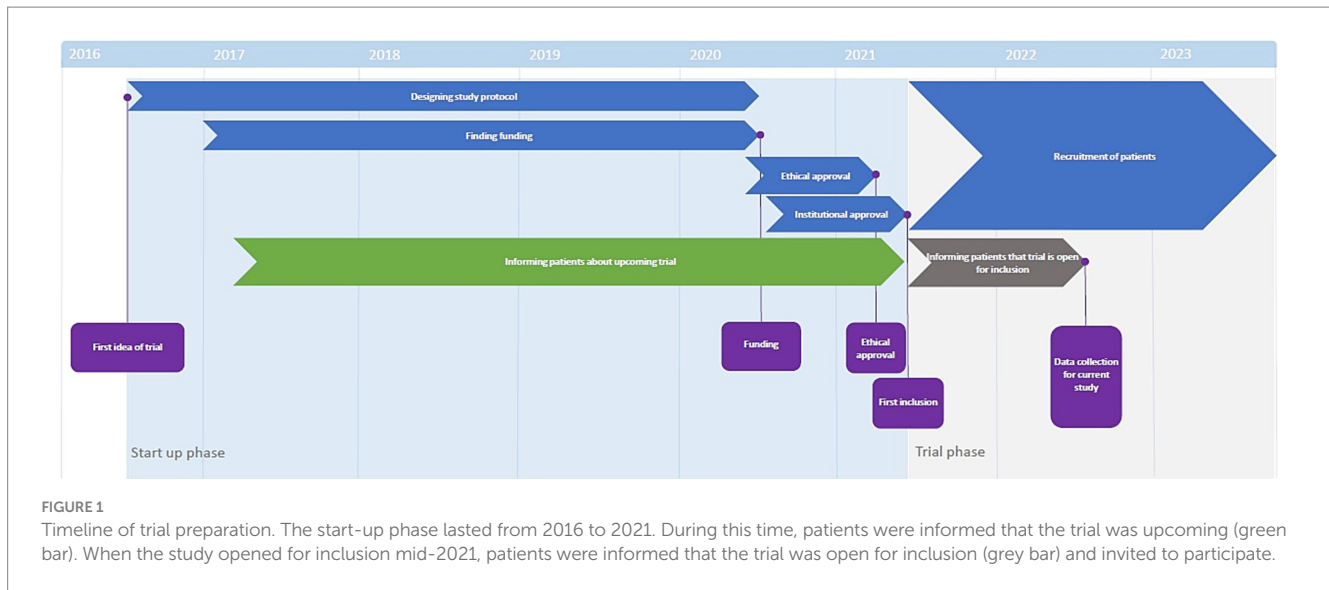 2016 2017 2018 2019 2020 2021 2022 2023
Designing study protocol
Finding funding
Recruitment of patients
Ethical approval
Institutional approval
Informing patients about upcoming trial
Informing patients that trial is open
for inclusion
First idea of trial
Funding
Ethical
approval
Data collection
for current
study
First inclusion
Start up phase
Trial phase
FIGURE 1
Timeline of trial preparation. The start-up phase lasted from 2016 to 2021. During this time, patients were informed that the trial was upcoming (green
bar). When the study opened for inclusion mid-2021, patients were informed that the trial was open for inclusion (grey bar) and invited to participate.